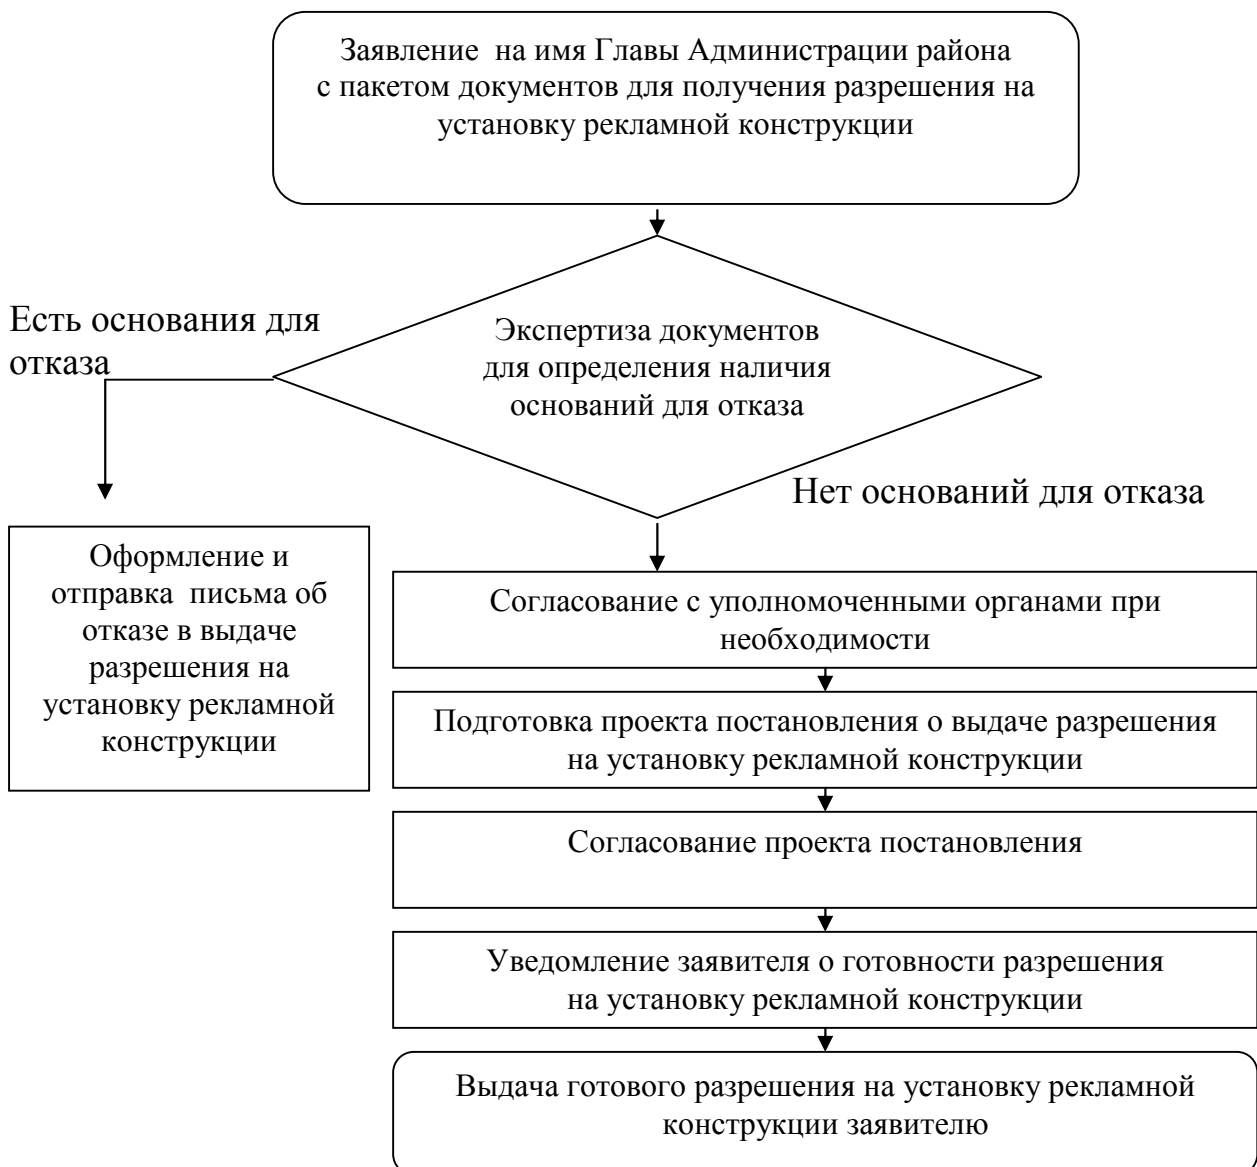 Заявление на имя Главы Администрации района
с пакетом документов для получения разрешения на
установку рекламной конструкции
Есть основания для
отказа
Экспертиза документов
для определения наличия
оснований для отказа
Нет оснований для отказа
Оформление и
отправка письма об
отказе в выдаче
разрешения на
установку рекламной
конструкции
Согласование с уполномоченными органами при
необходимости
Подготовка проекта постановления о выдаче разрешения
на установку рекламной конструкции
Согласование проекта постановления
Уведомление заявителя о готовности разрешения
на установку рекламной конструкции
Выдача готового разрешения на установку рекламной
конструкции заявителю